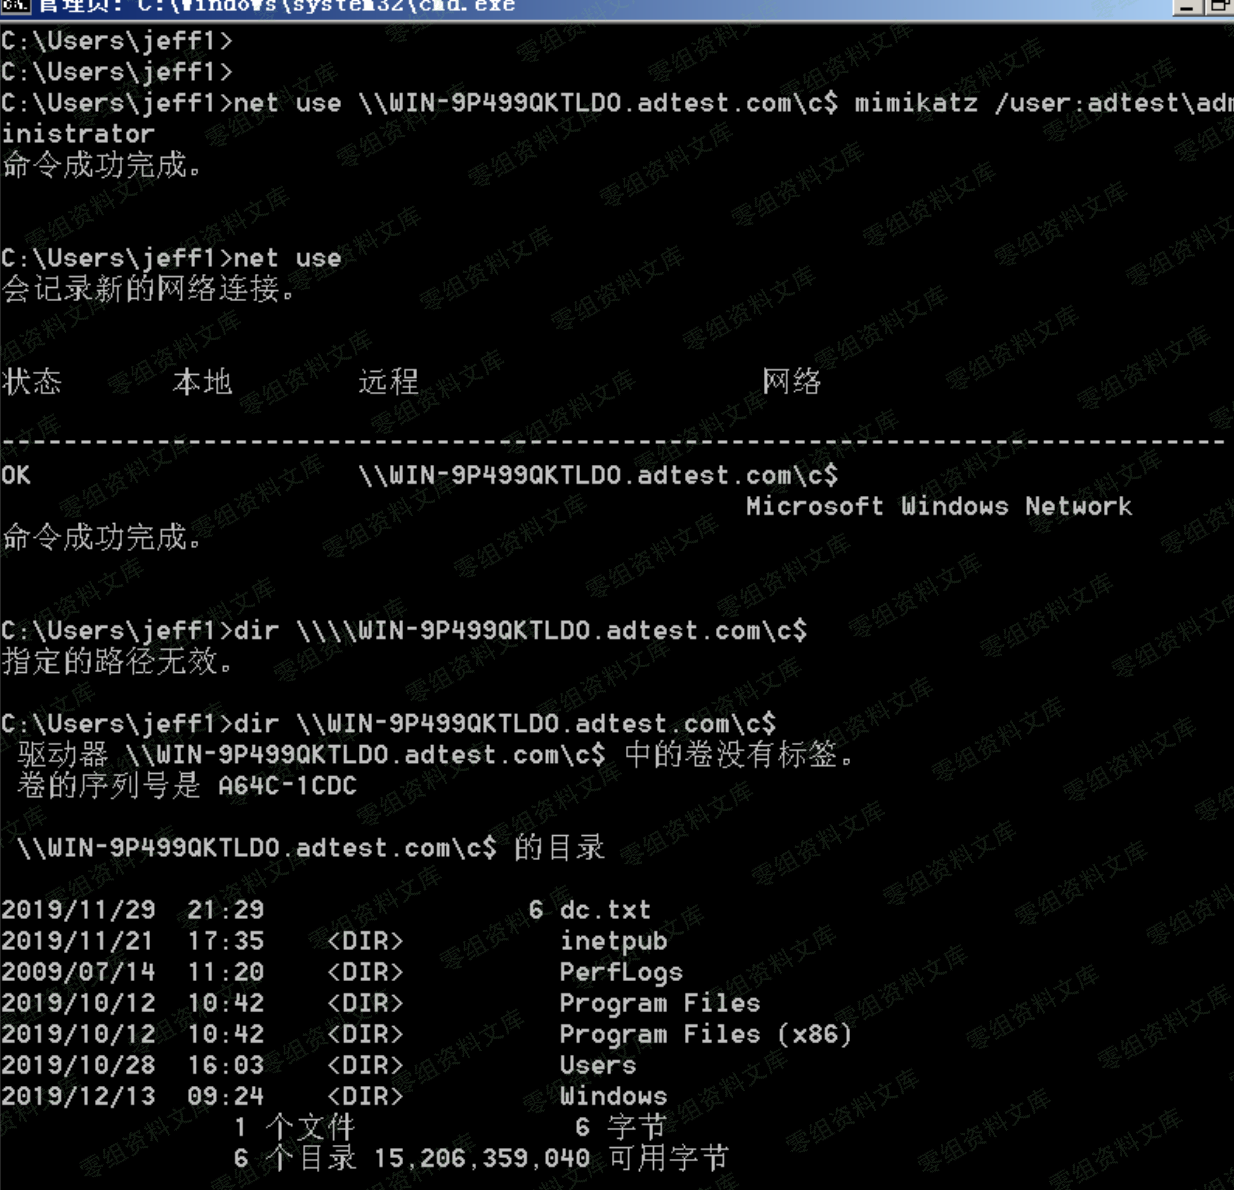 管理员: C:\Windows\system32\cmd.exe
C:\Users\jeff1>
C:\Users\jeff1>
C:\Users\jeff1>net use \\WIN-9P499QKTLDO.adtest.com\c$ mimikatz /user:adtest\adm
inistrator
命令成功完成。
C:\Users\jeff1>net use
会记录新的网络连接。
状态 本地 远程 网络
-------------------------------------------------------------------------------
OK \\WIN-9P499QKTLDO.adtest.com\c$
Microsoft Windows Network
命令成功完成。
C:\Users\jeff1>dir \\\\WIN-9P499QKTLDO.adtest.com\c$
指定的路径无效。
C:\Users\jeff1>dir \\WIN-9P499QKTLDO.adtest.com\c$
驱动器 \\WIN-9P499QKTLDO.adtest.com\c$ 中的卷没有标签。
卷的序列号是 A64C-1CDC
\\WIN-9P499QKTLDO.adtest.com\c$ 的目录
2019/11/29 21:29 6 dc.txt
2019/11/21 17:35 <DIR> inetpub
2009/07/14 11:20 <DIR> PerfLogs
2019/10/12 10:42 <DIR> Program Files
2019/10/12 10:42 <DIR> Program Files (x86)
2019/10/28 16:03 <DIR> Users
2019/12/13 09:24 <DIR> Windows
1 个文件 6 字节
6 个目录 15,206,359,040 可用字节
零组资料文库